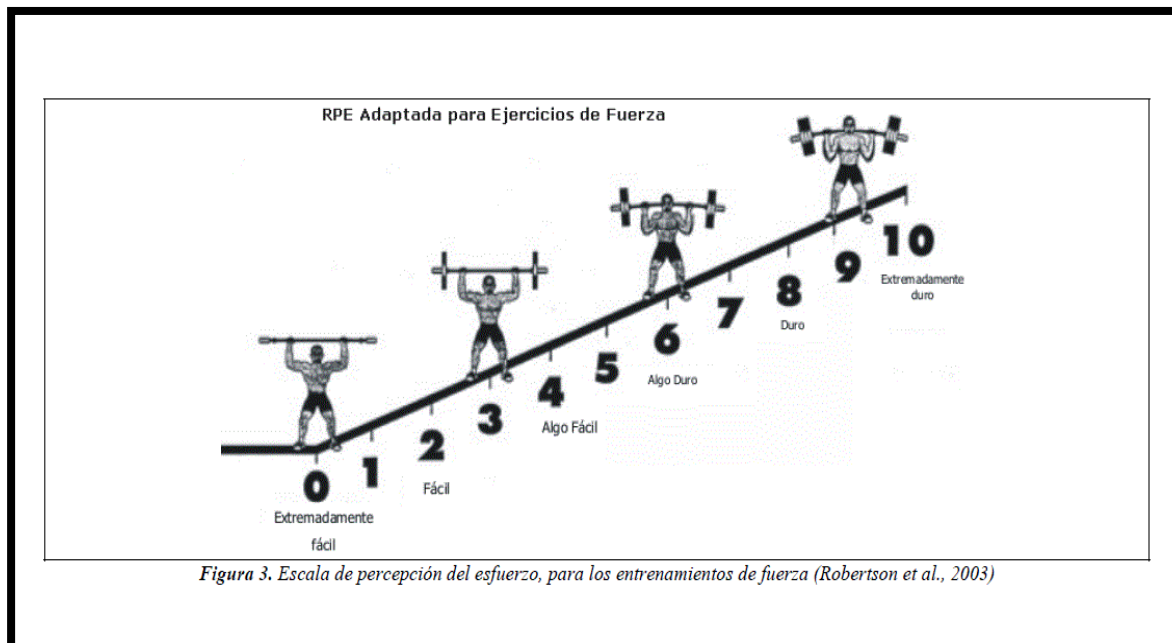 RPE Adaptada para Ejercicios de Fuerza
0
Extremadamente
fácil
1
2
Fácil
3
4
Algo Fácil
5
6
Algo Duro
7
8
Duro
9
10
Extremadamente
duro
Figura 3. Escala de percepción del esfuerzo, para los entrenamientos de fuerza (Robertson et al., 2003)